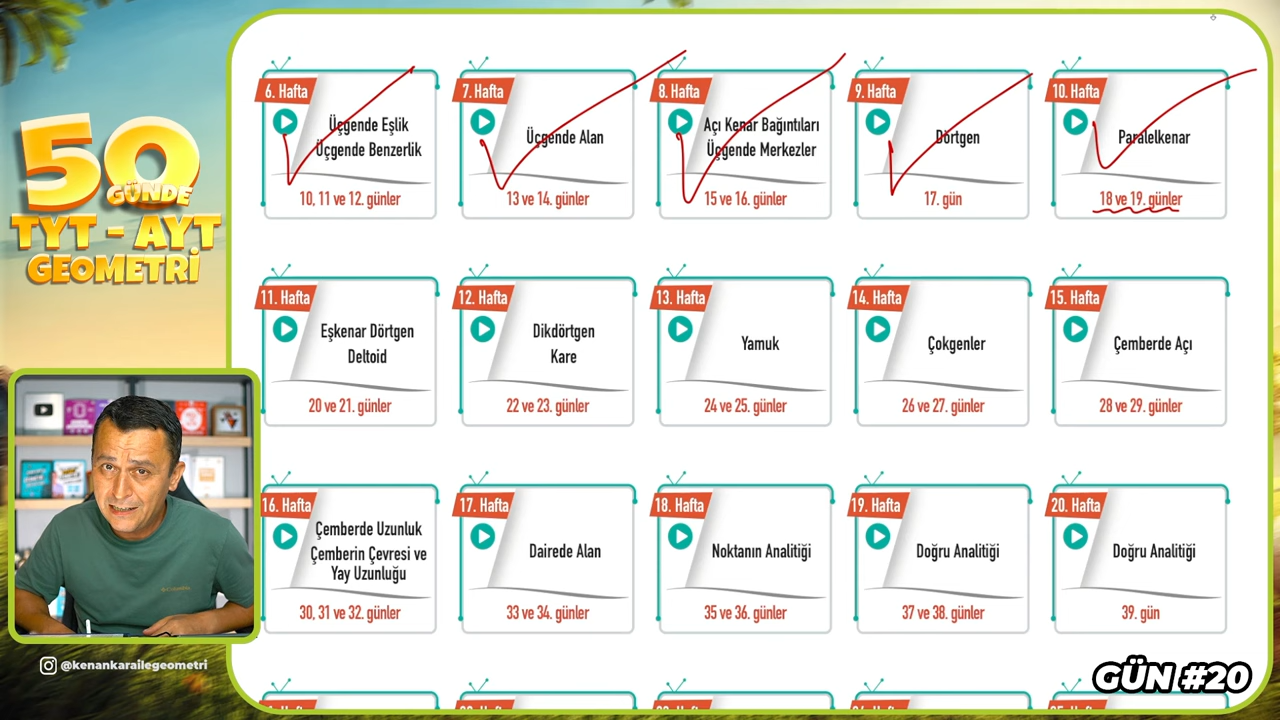 50
GÜNDE
TYT - AYT
GEOMETRİ
6. Hafta
Üçgende Eşlik
Üçgende Benzerlik
10, 11 ve 12. günler
7. Hafta
Üçgende Alan
13 ve 14. günler
8. Hafta
Açı Kenar Bağıntıları
Üçgende Merkezler
15 ve 16. günler
9. Hafta
Dörtgen
17. gün
10. Hafta
Paralelkenar
18 ve 19. günler
11. Hafta
Eşkenar Dörtgen
Deltoid
20 ve 21. günler
12. Hafta
Dikdörtgen
Kare
22 ve 23. günler
13. Hafta
Yamuk
24 ve 25. günler
14. Hafta
Çokgenler
26 ve 27. günler
15. Hafta
Çemberde Açı
28 ve 29. günler
16. Hafta
Çemberde Uzunluk
Çemberin Çevresi ve
Yay Uzunluğu
30, 31 ve 32. günler
17. Hafta
Dairede Alan
33 ve 34. günler
18. Hafta
Noktanın Analitiği
35 ve 36. günler
19. Hafta
Doğru Analitiği
37 ve 38. günler
20. Hafta
Doğru Analitiği
39. gün
@kenankarailegeometri
GÜN #20